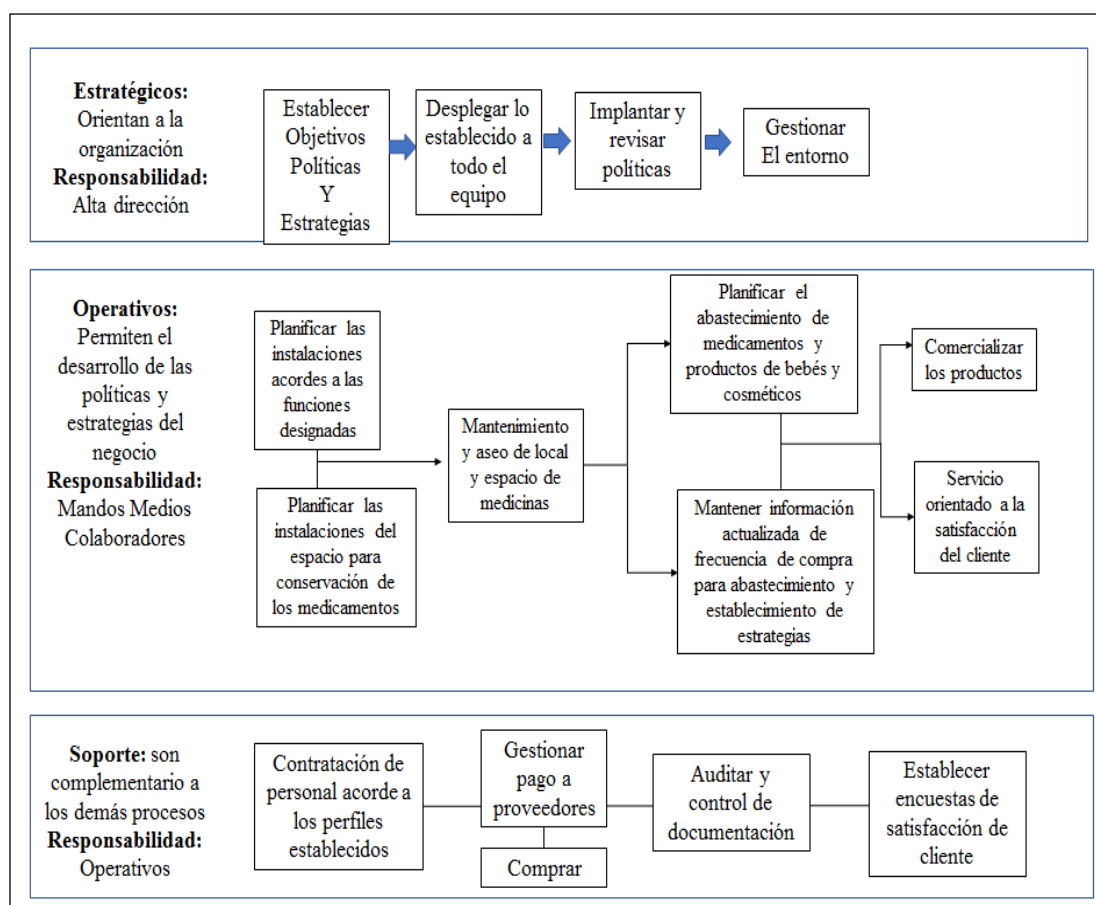 Estratégicos:
Orientan a la
organización
Responsabilidad:
Alta dirección
Establecer
Objetivos
Políticas
Y
Estrategias
Desplegar lo
establecido a
todo el
equipo
Implantar y
revisar
políticas
Gestionar
El entorno
Operativos:
Permiten el
desarrollo de las
políticas y
estrategias del
negocio
Responsabilidad:
Mandos Medios
Colaboradores
Planificar las
instalaciones
acordes a las
funciones
designadas
Planificar las
instalaciones del
espacio para
conservación de
los medicamentos
Mantenimiento
y aseo de local
y espacio de
medicinas
Planificar el
abastecimiento de
medicamentos y
productos de bebés y
cosméticos
Mantener información
actualizada de
frecuencia de compra
para abastecimiento y
establecimiento de
estrategias
Comercializar
los productos
Servicio
orientado a la
satisfacción
del cliente
Soporte: son
complementario a
los demás procesos
Responsabilidad:
Operativos
Contratación de
personal acorde a
los perfiles
establecidos
Gestionar
pago a
proveedores
Comprar
Auditar y
control de
documentación
Establecer
encuestas de
satisfacción de
cliente